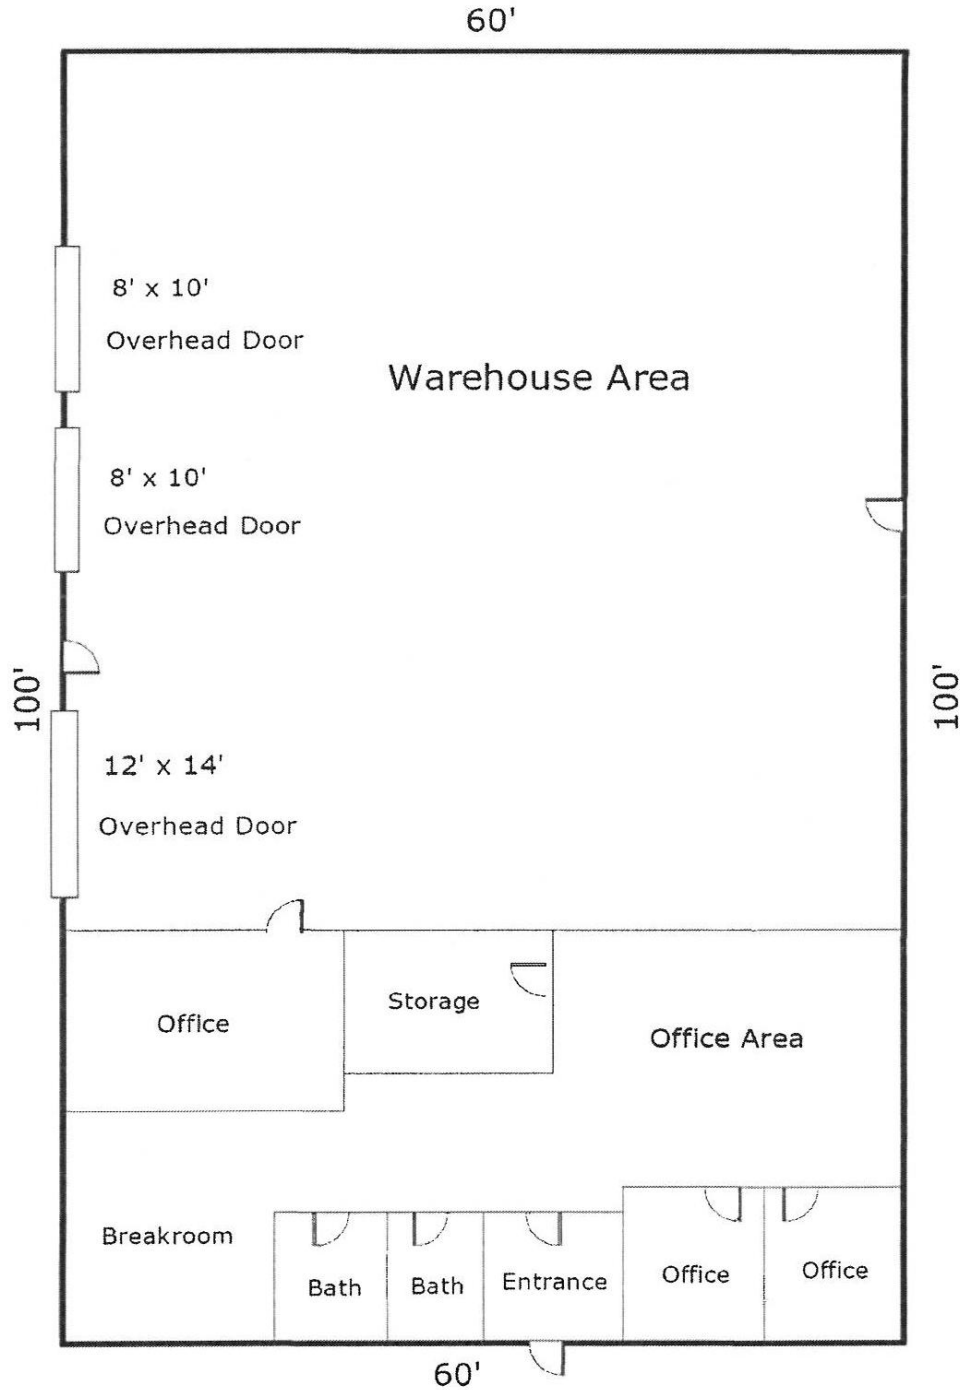 60'
8' x 10'
Overhead Door
Warehouse Area
8' x 10'
Overhead Door
100'
100'
12' x 14'
Overhead Door
Office
Storage
Office Area
Breakroom
Bath
Bath
Entrance
Office
Office
60'